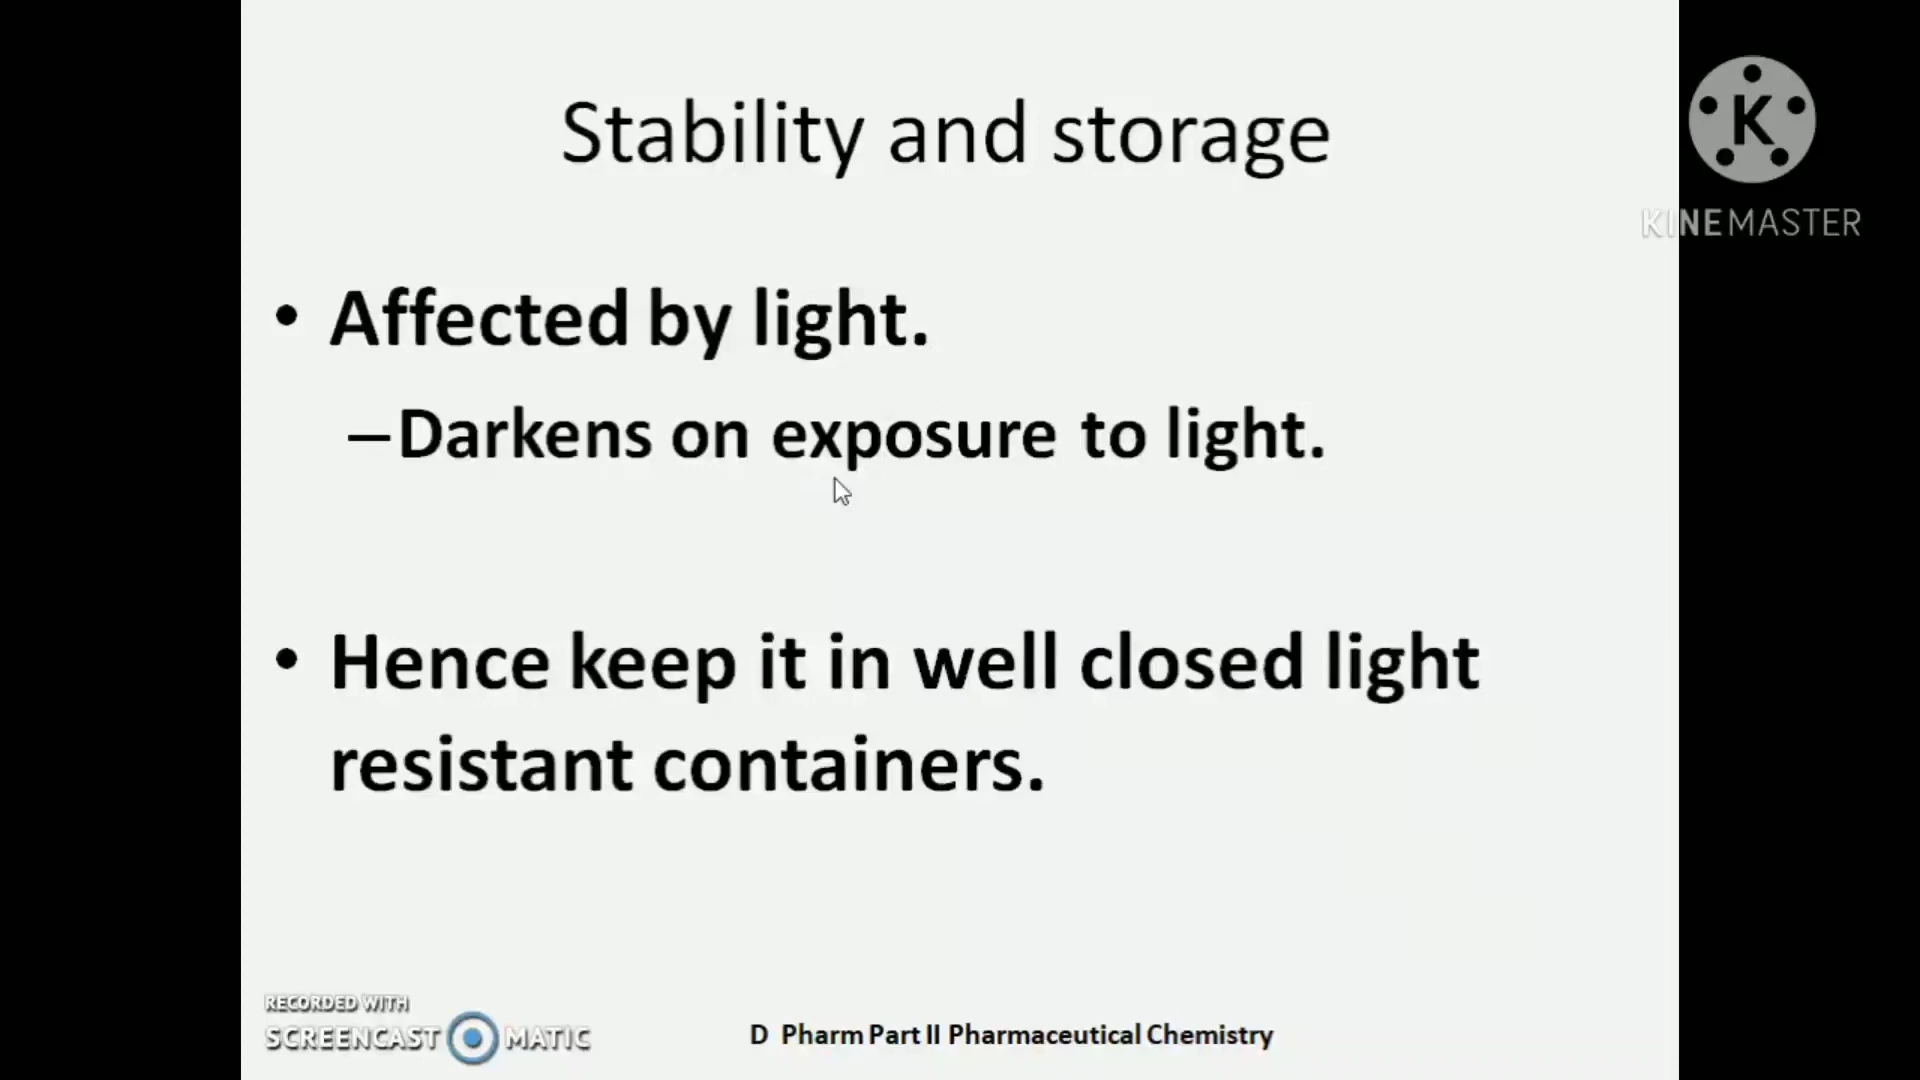 Stability and storage
K
KINEMASTER
• Affected by light.
–Darkens on exposure to light.
• Hence keep it in well closed light
resistant containers.
RECORDED WITH
SCREENCAST MATIC
D Pharm Part II Pharmaceutical Chemistry